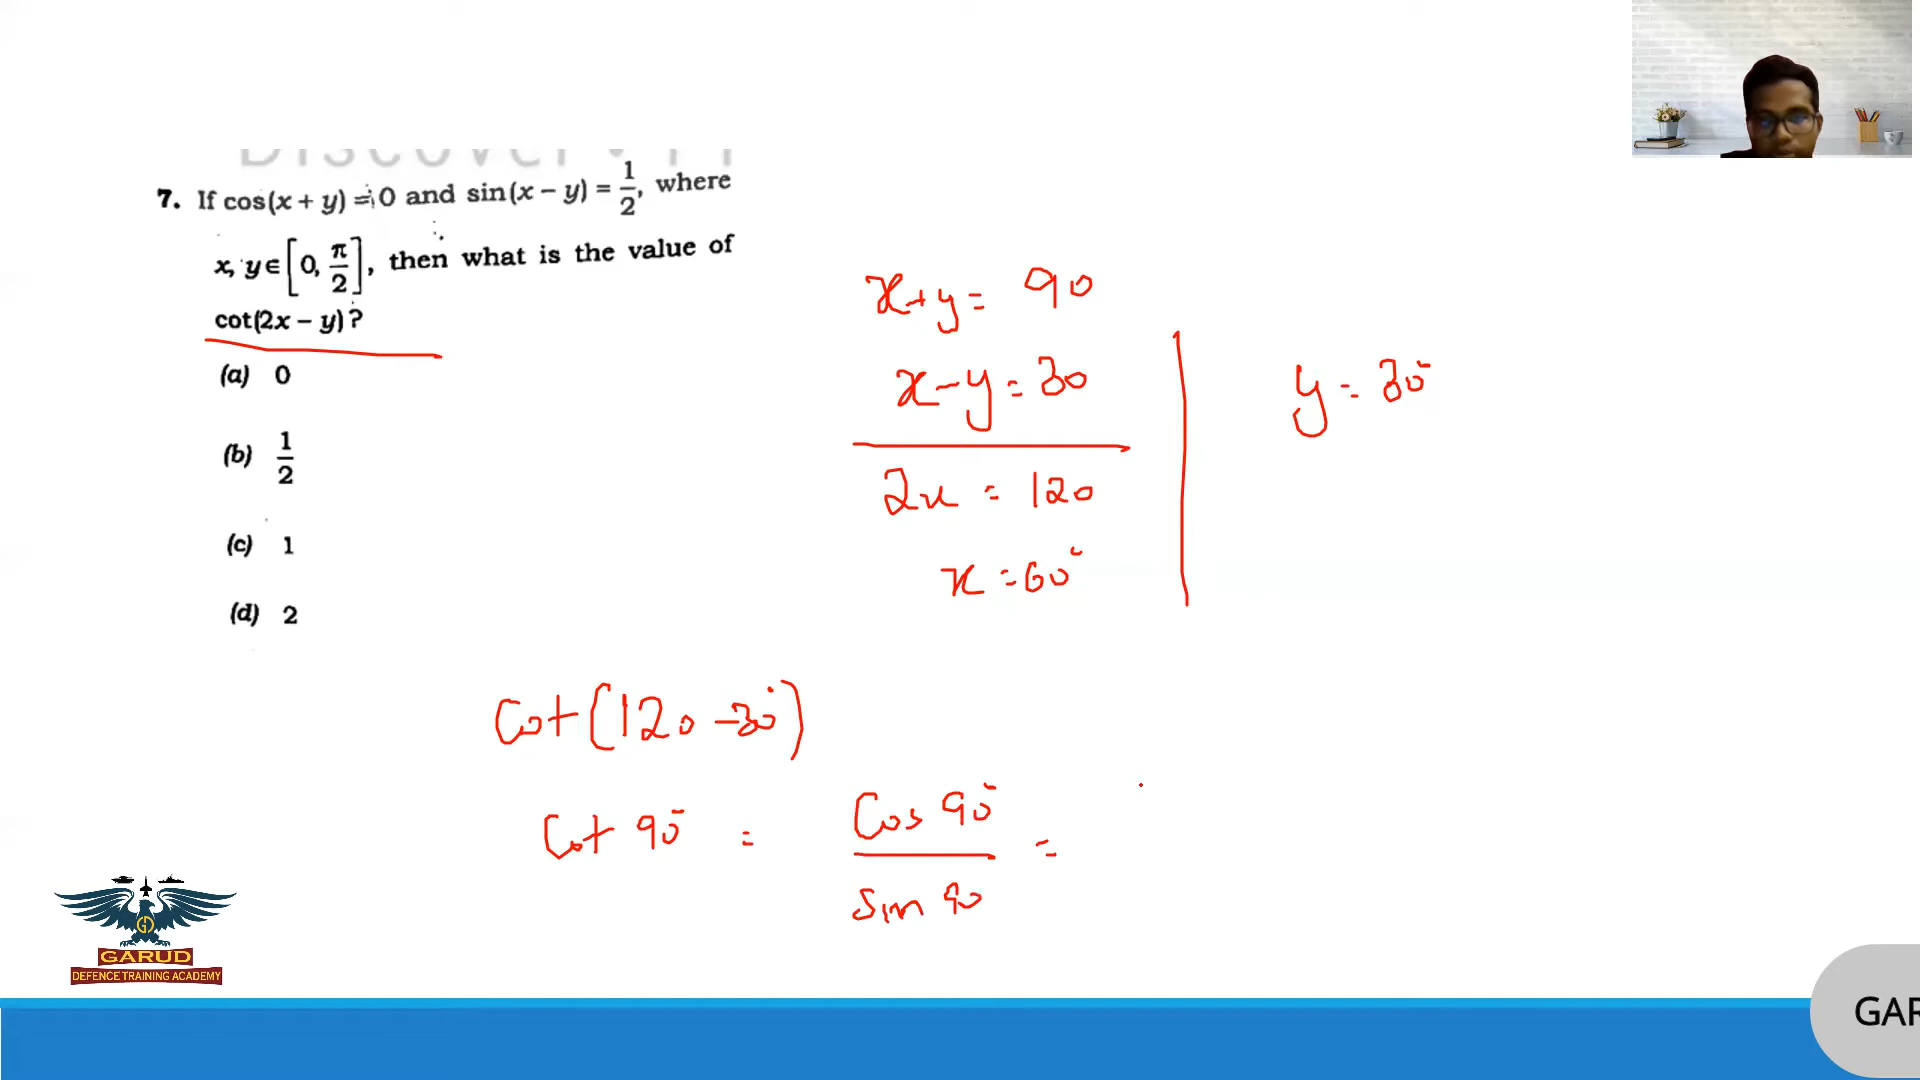 7. If cos(x + y) = 0 and sin(x − y) = 1/2, where
x, y ∈ [0, π/2], then what is the value of
cot(2x − y)?
(a) 0
(b) 1/2
(c) 1
(d) 2
x+y = 90
x−y = 30
2x = 120
x = 60°
y = 30°
Cot (120 −30°)
Cot 90° = Cos 90° / Sin 90 =
GARUD
DEFENCE TRAINING ACADEMY
GAR